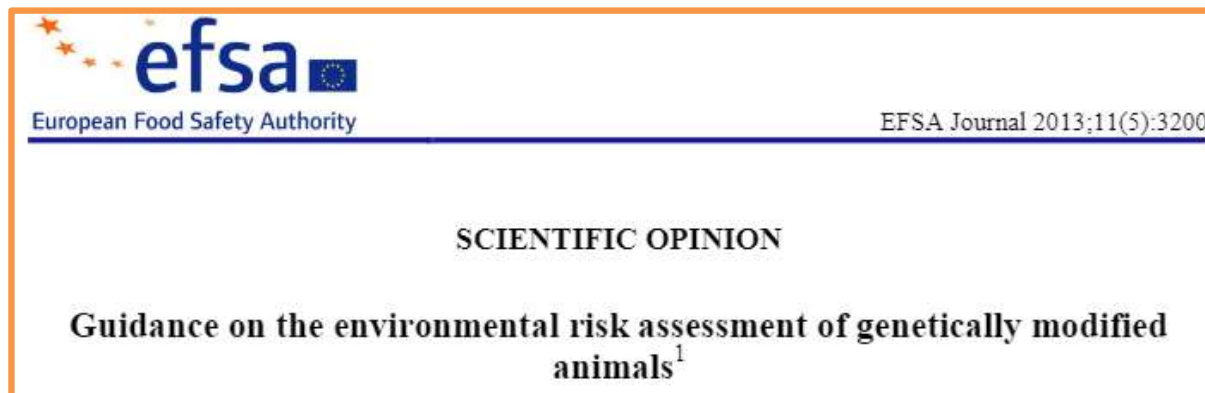 efsa
European Food Safety Authority
EFSA Journal 2013;11(5):3200
SCIENTIFIC OPINION
Guidance on the environmental risk assessment of genetically modified
animals¹